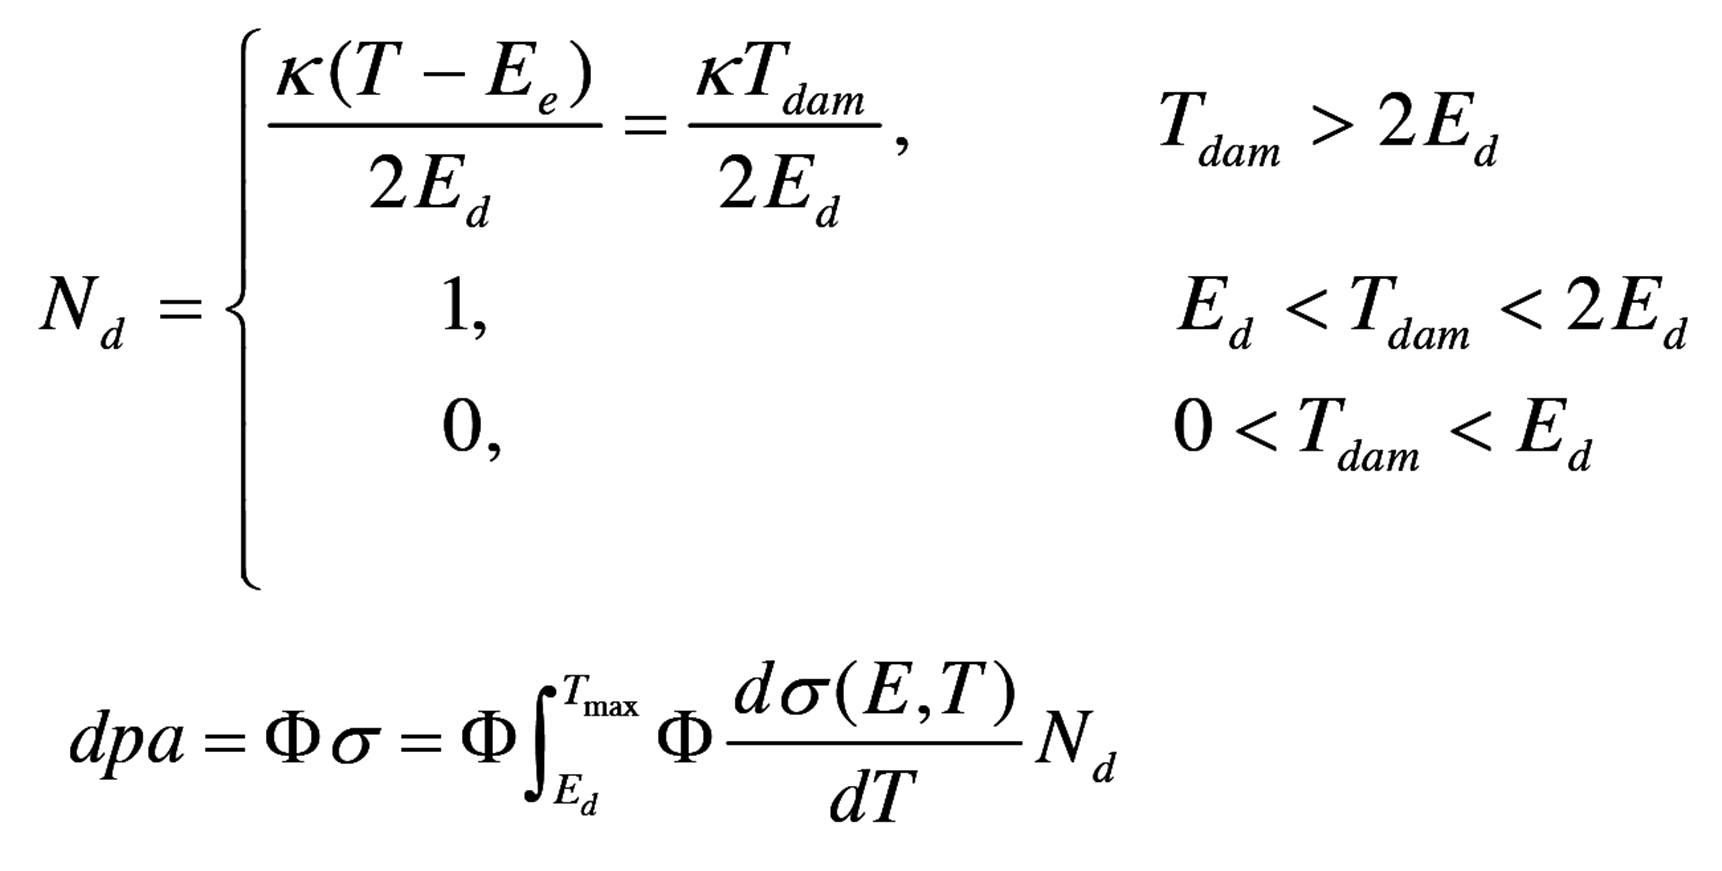 N_d = { κ(T − E_e) / 2E_d = κT_dam / 2E_d , T_dam > 2E_d
1, E_d < T_dam < 2E_d
0, 0 < T_dam < E_d
dpa = Φσ = Φ ∫_{E_d}^{T_max} Φ dσ(E,T) / dT N_d